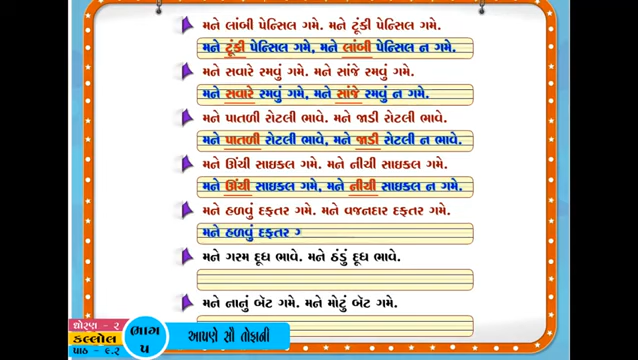 મને લાંબી પેન્સિલ ગમે. મને ટૂંકી પેન્સિલ ગમે.
મને ટૂંકી પેન્સિલ ગમે, મને લાંબી પેન્સિલ ન ગમે.
મને સવારે રમવું ગમે. મને સાંજે રમવું ગમે.
મને સવારે રમવું ગમે, મને સાંજે રમવું ન ગમે.
મને પાતળી રોટલી ભાવે. મને જાડી રોટલી ભાવે.
મને પાતળી રોટલી ભાવે, મને જાડી રોટલી ન ભાવે.
મને ઊંચી સાઇકલ ગમે. મને નીચી સાઇકલ ગમે.
મને ઊંચી સાઇકલ ગમે, મને નીચી સાઇકલ ન ગમે.
મને હળવું દફતર ગમે. મને વજનદાર દફતર ગમે.
મને હળવું દફતર ગ
મને ગરમ દૂધ ભાવે. મને ઠંડું દૂધ ભાવે.
મને નાનું બૅટ ગમે. મને મોટું બૅટ ગમે.
ધોરણ - ૨
કલ્લોલ
પાઠ - ૯.૨
ભાગ
૫
આપણે સૌ તોફાની